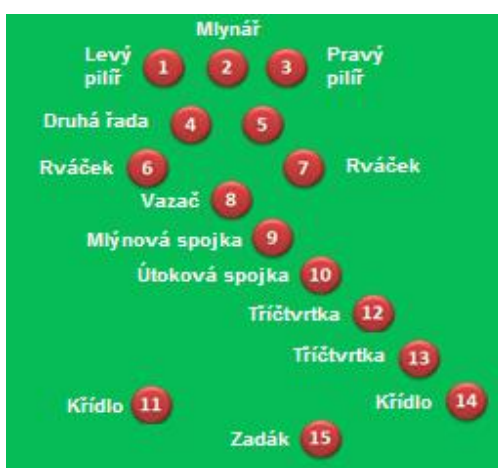 Mlynář
Levý pilíř 1 2 3 Pravý pilíř
Druhá řada 4 5
Rváček 6 7 Rváček
Vazač 8
Mlýnová spojka 9
Útoková spojka 10
Tříčtvrtka 12
Tříčtvrtka 13
Křídlo 11 Křídlo 14
Zadák 15